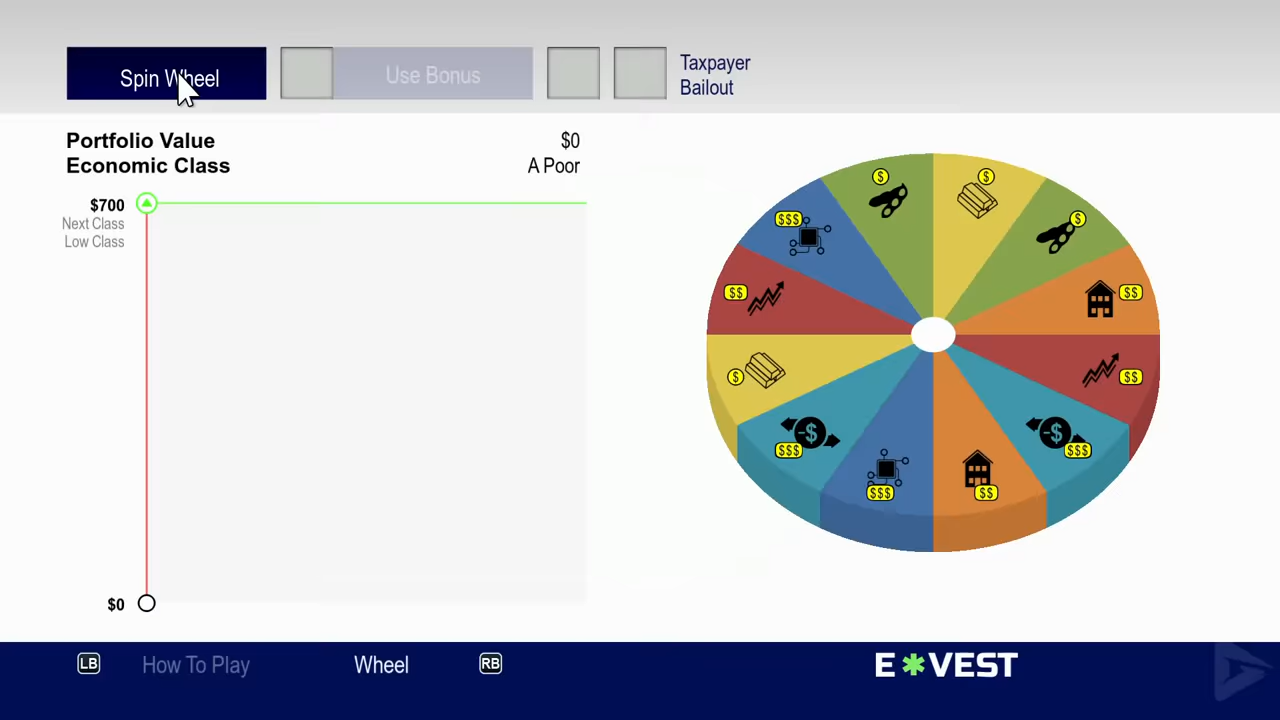 Spin Wheel
Use Bonus
Taxpayer
Bailout
Portfolio Value
$0
Economic Class
A Poor
$700
Next Class
Low Class
$0
$
$
$
$$$
$$
$$
$$
$
$$
$$$
$$$
$$$
$$
-$
-$
LB
How To Play
Wheel
RB
E*VEST